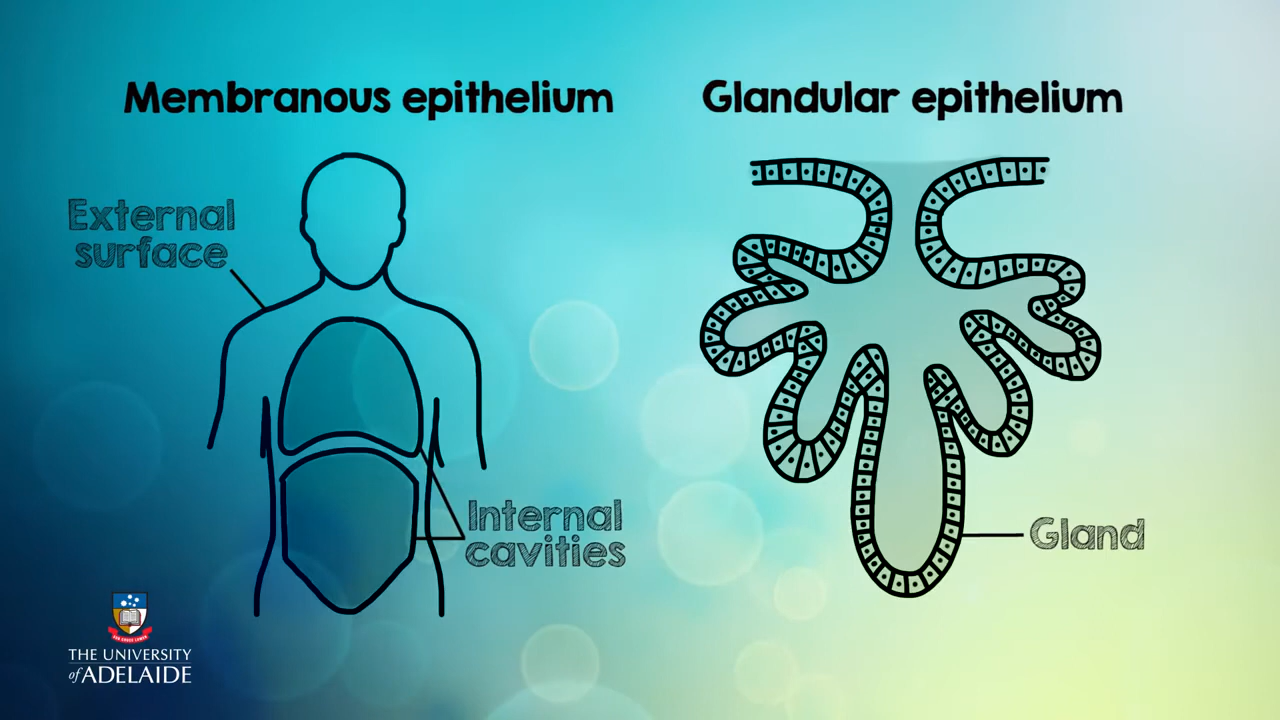 Membranous epithelium
Glandular epithelium
External
surface
Internal
cavities
Gland
THE UNIVERSITY
of ADELAIDE